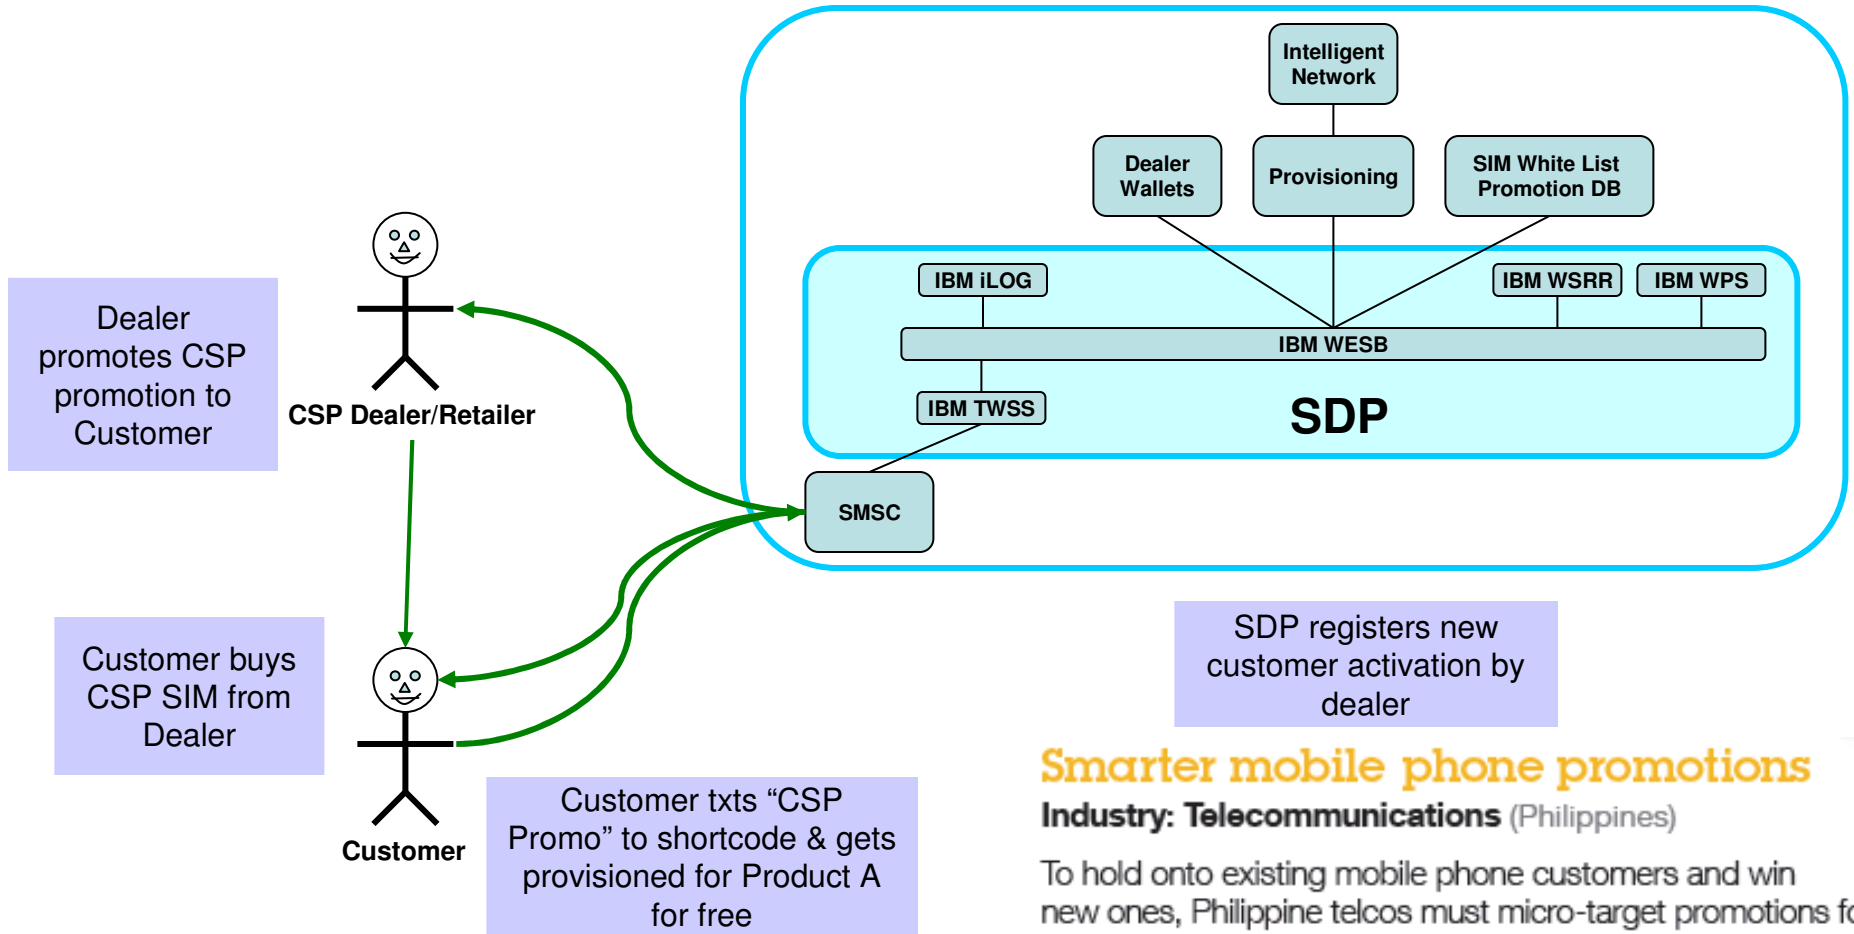 Intelligent
Network
Dealer
Wallets
Provisioning
SIM White List
Promotion DB
IBM iLOG
IBM WSRR
IBM WPS
IBM WESB
IBM TWSS
SDP
SMSC
Dealer
promotes CSP
promotion to
Customer
CSP Dealer/Retailer
Customer buys
CSP SIM from
Dealer
Customer
Customer txts “CSP
Promo” to shortcode & gets
provisioned for Product A
for free
SDP registers new
customer activation by
dealer
Smarter mobile phone promotions
Industry: Telecommunications (Philippines)
To hold onto existing mobile phone customers and win
new ones, Philippine telcos must micro-target promotions